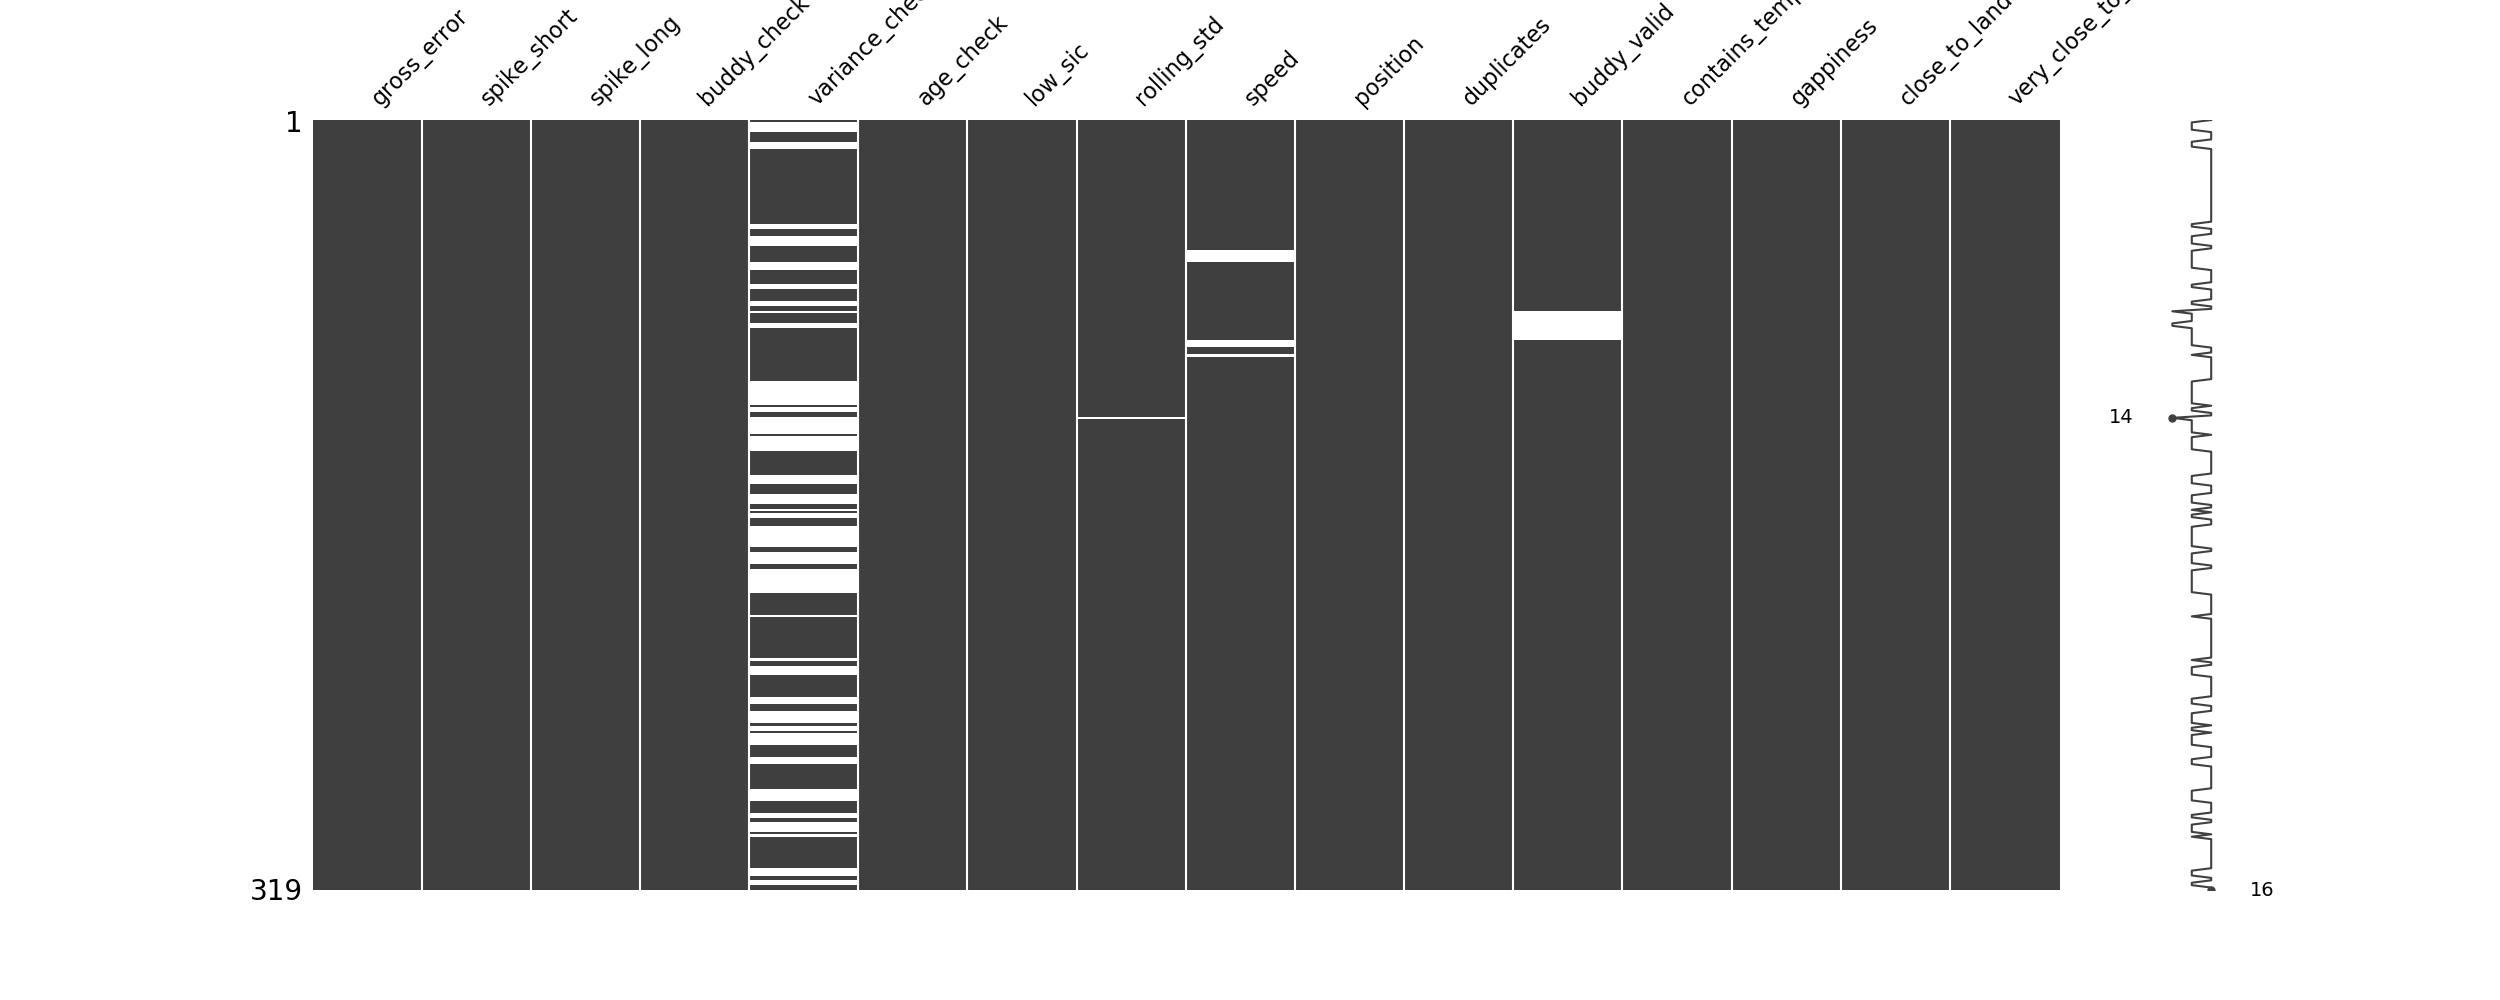 gross_error
spike_short
spike_long
buddy_check
age_check
low_sic
rolling_std
speed
position
duplicates
buddy_valid
gappiness
close_to_land
1
14
319
16